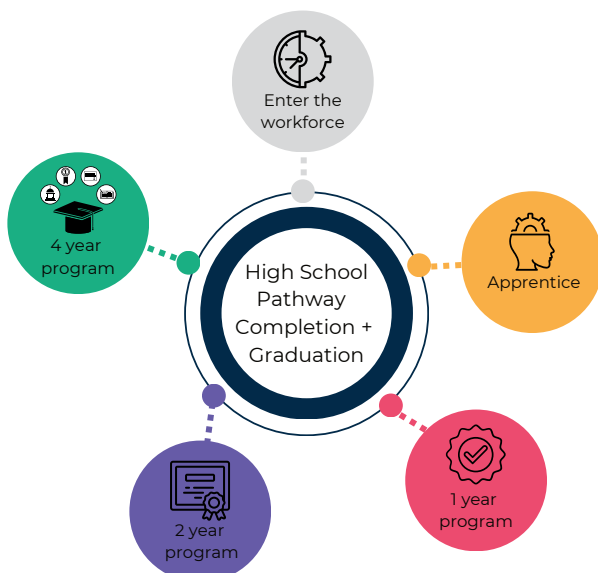 Enter the
workforce
4 year
program
Apprentice
High School
Pathway
Completion +
Graduation
1 year
program
2 year
program